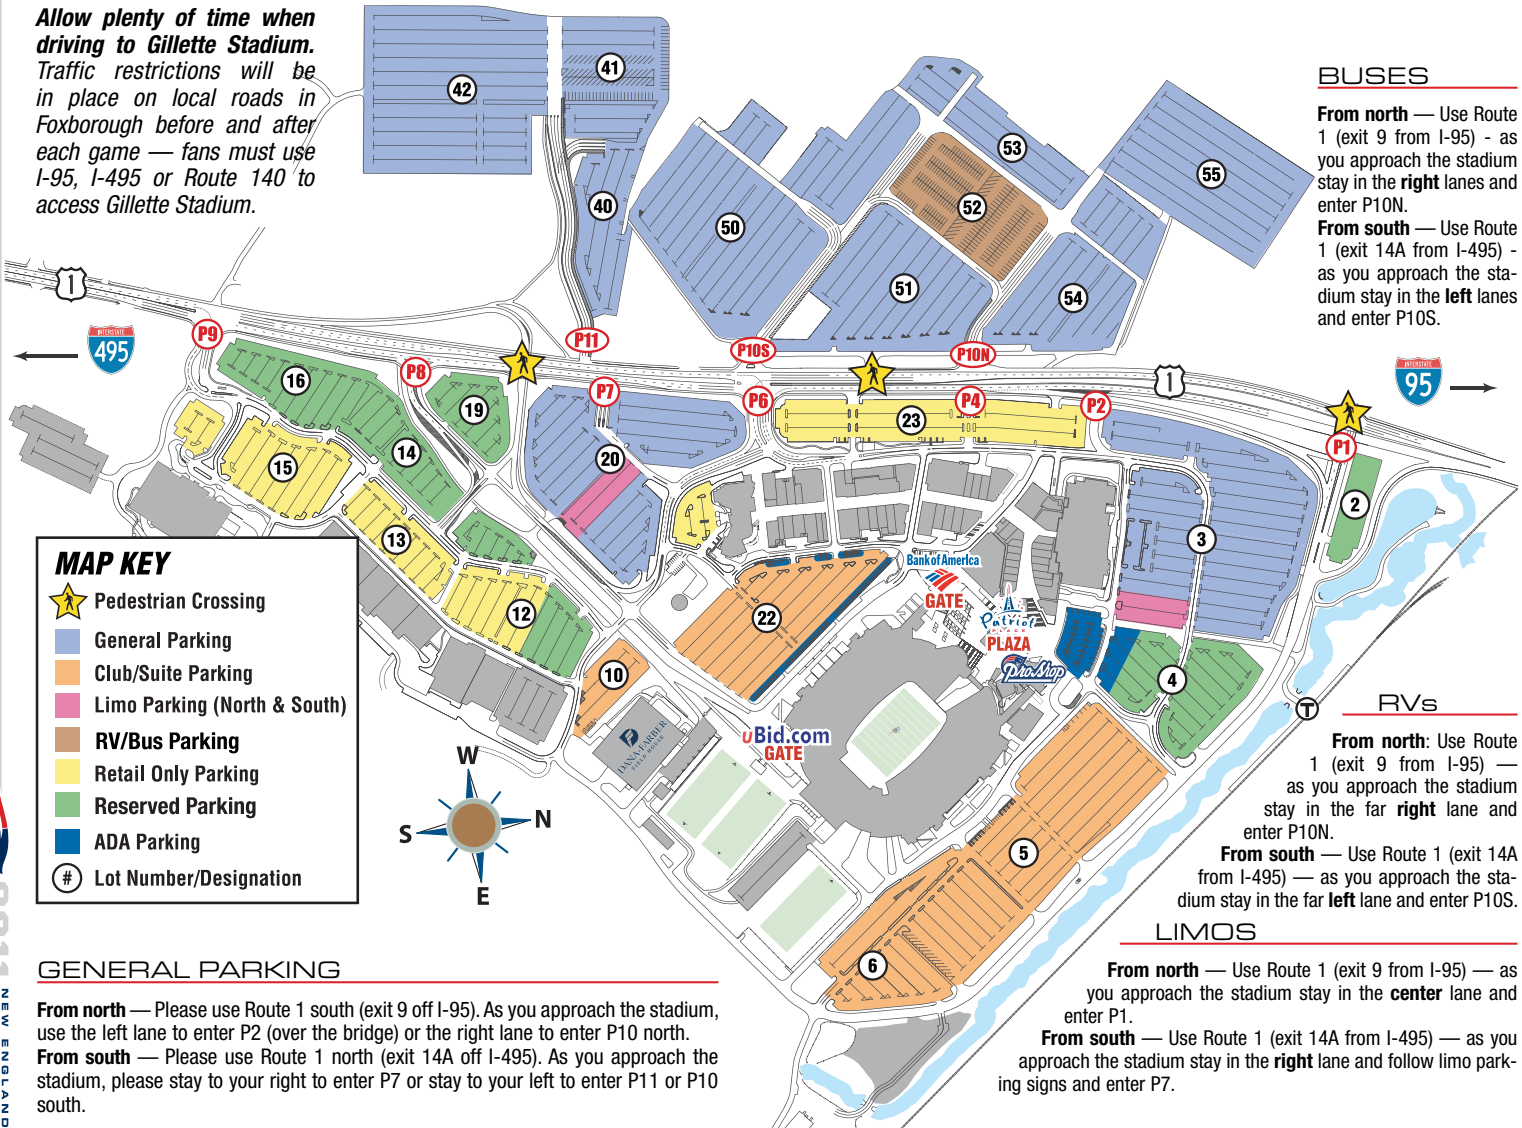 Allow plenty of time when
driving to Gillette Stadium.
Traffic restrictions will be
in place on local roads in
Foxborough before and after
each game — fans must use
I-95, I-495 or Route 140 to
access Gillette Stadium.
42
41
40
50
51
52
53
54
55
BUSES
From north — Use Route
1 (exit 9 from I-95) - as
you approach the stadium
stay in the right lanes and
enter P10N.
From south — Use Route
1 (exit 14A from I-495) -
as you approach the sta-
dium stay in the left lanes
and enter P10S.
1
INTERSTATE
495
P9
P8
P11
P7
P10S
P6
P10N
P4
P2
1
INTERSTATE
95
P1
16
19
14
15
13
12
20
23
22
10
2
3
4
5
6
Bank of America
GATE
Patriot
PLACE
PLAZA
ProShop
uBid.com
GATE
DANA-FARBER
FIELD HOUSE
T
MAP KEY
Pedestrian Crossing
General Parking
Club/Suite Parking
Limo Parking (North & South)
RV/Bus Parking
Retail Only Parking
Reserved Parking
ADA Parking
# Lot Number/Designation
W
S
N
E
RVs
From north: Use Route
1 (exit 9 from I-95) —
as you approach the stadium
stay in the far right lane and
enter P10N.
From south — Use Route 1 (exit 14A
from I-495) — as you approach the sta-
dium stay in the far left lane and enter P10S.
LIMOS
From north — Use Route 1 (exit 9 from I-95) — as
you approach the stadium stay in the center lane and
enter P1.
From south — Use Route 1 (exit 14A from I-495) — as you
approach the stadium stay in the right lane and follow limo park-
ing signs and enter P7.
GENERAL PARKING
From north — Please use Route 1 south (exit 9 off I-95). As you approach the stadium,
use the left lane to enter P2 (over the bridge) or the right lane to enter P10 north.
From south — Please use Route 1 north (exit 14A off I-495). As you approach the
stadium, please stay to your right to enter P7 or stay to your left to enter P11 or P10
south.
NEW ENGLAND